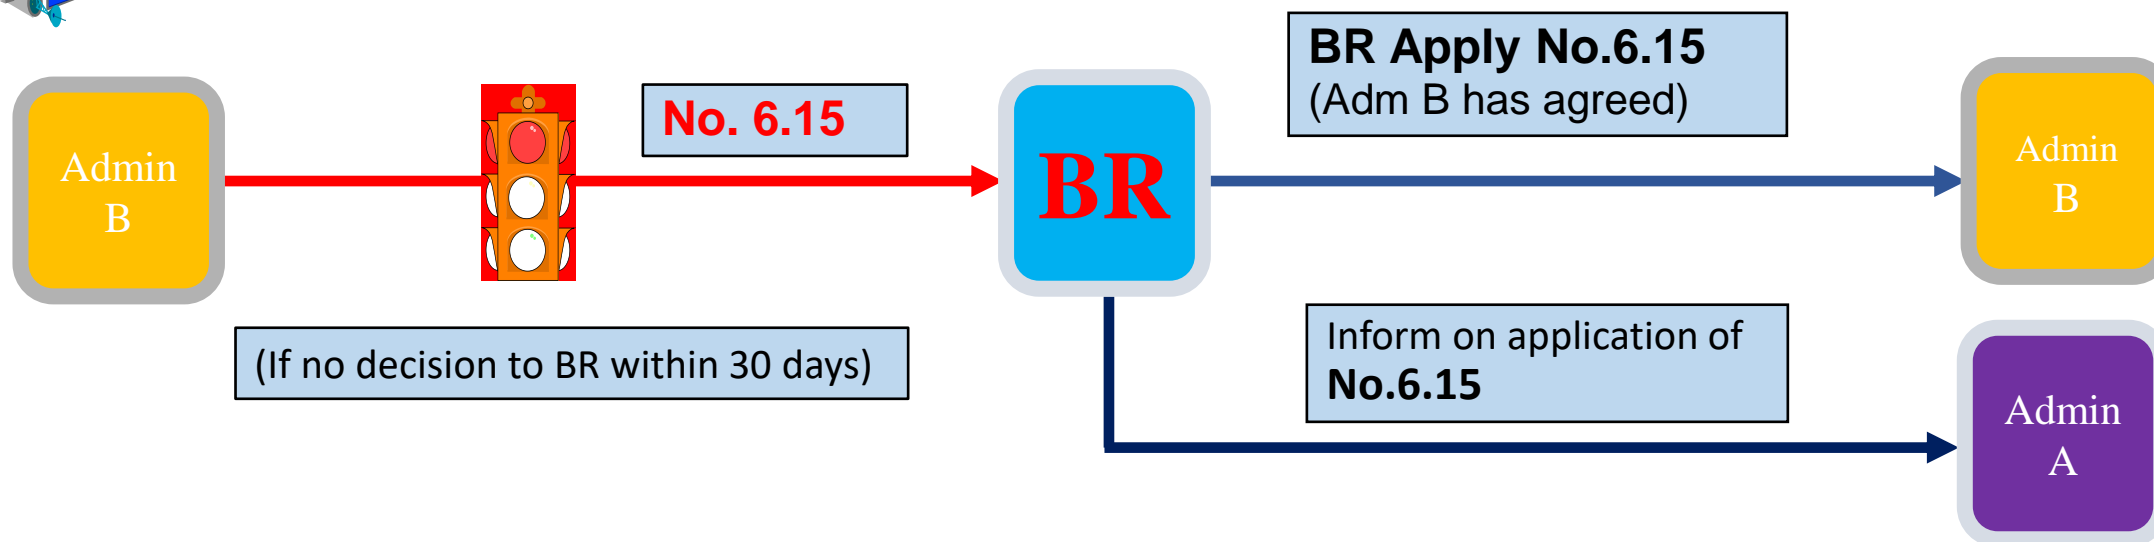 Admin
B
No. 6.15
(If no decision to BR within 30 days)
BR
BR Apply No.6.15
(Adm B has agreed)
Admin
B
Inform on application of
No.6.15
Admin
A